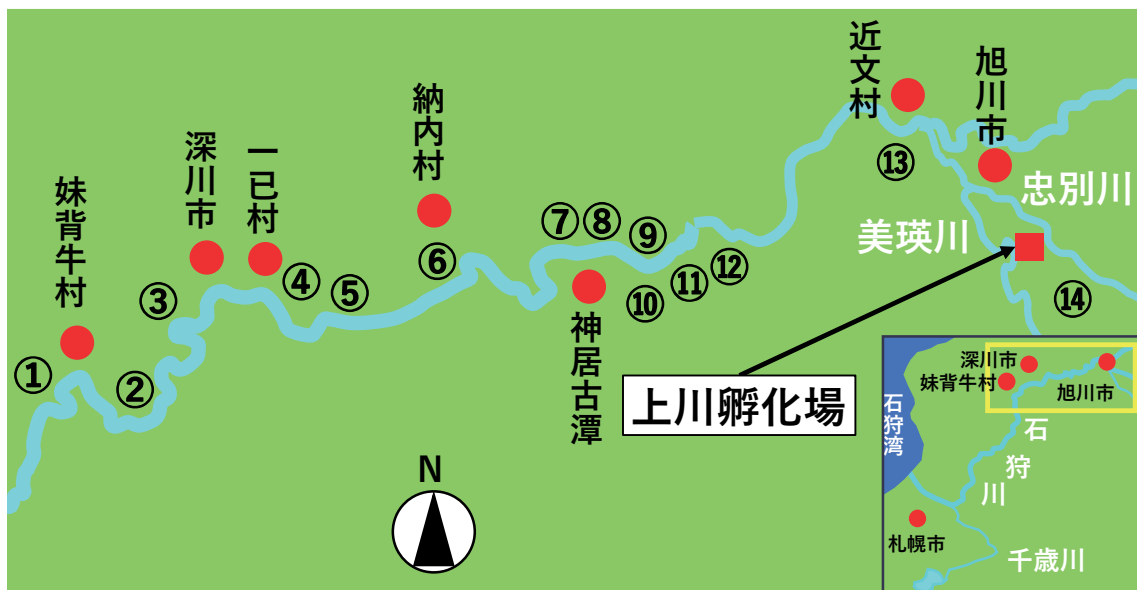 近文村
旭川市
納内村
深川市
一已村
妹背牛村
忠別川
美瑛川
神居古潭
①
②
③
④
⑤
⑥
⑦
⑧
⑨
⑩
⑪
⑫
⑬
⑭
上川孵化場
N
深川市
妹背牛村
旭川市
石狩湾
石狩川
札幌市
千歳川